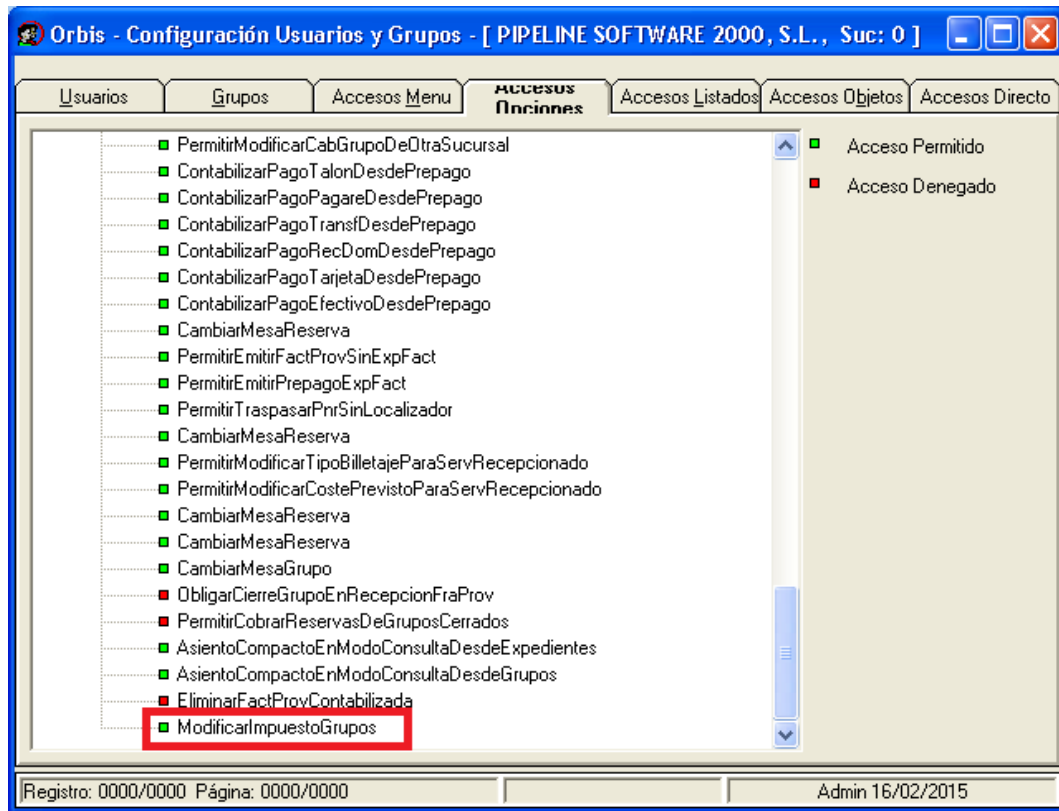 Orbis - Configuración Usuarios y Grupos - [ PIPELINE SOFTWARE 2000, S.L., Suc: 0 ]
Usuarios
Grupos
Accesos Menu
Accesos Opciones
Accesos Listados
Accesos Objetos
Accesos Directo
PermitirModificarCabGrupoDeOtraSucursal
ContabilizarPagoTalonDesdePrepago
ContabilizarPagoPagareDesdePrepago
ContabilizarPagoTransfDesdePrepago
ContabilizarPagoRecDomDesdePrepago
ContabilizarPagoTarjetaDesdePrepago
ContabilizarPagoEfectivoDesdePrepago
CambiarMesaReserva
PermitirEmitirFactProvSinExpFact
PermitirEmitirPrepagoExpFact
PermitirTraspasarPnrSinLocalizador
CambiarMesaReserva
PermitirModificarTipoBilletajeParaServRecepcionado
PermitirModificarCostePrevistoParaServRecepcionado
CambiarMesaReserva
CambiarMesaReserva
CambiarMesaGrupo
ObligarCierreGrupoEnRecepcionFraProv
PermitirCobrarReservasDeGruposCerrados
AsientoCompactoEnModoConsultaDesdeExpedientes
AsientoCompactoEnModoConsultaDesdeGrupos
EliminarFactProvContabilizada
ModificarImpuestoGrupos
Acceso Permitido
Acceso Denegado
Registro: 0000/0000 Página: 0000/0000
Admin 16/02/2015